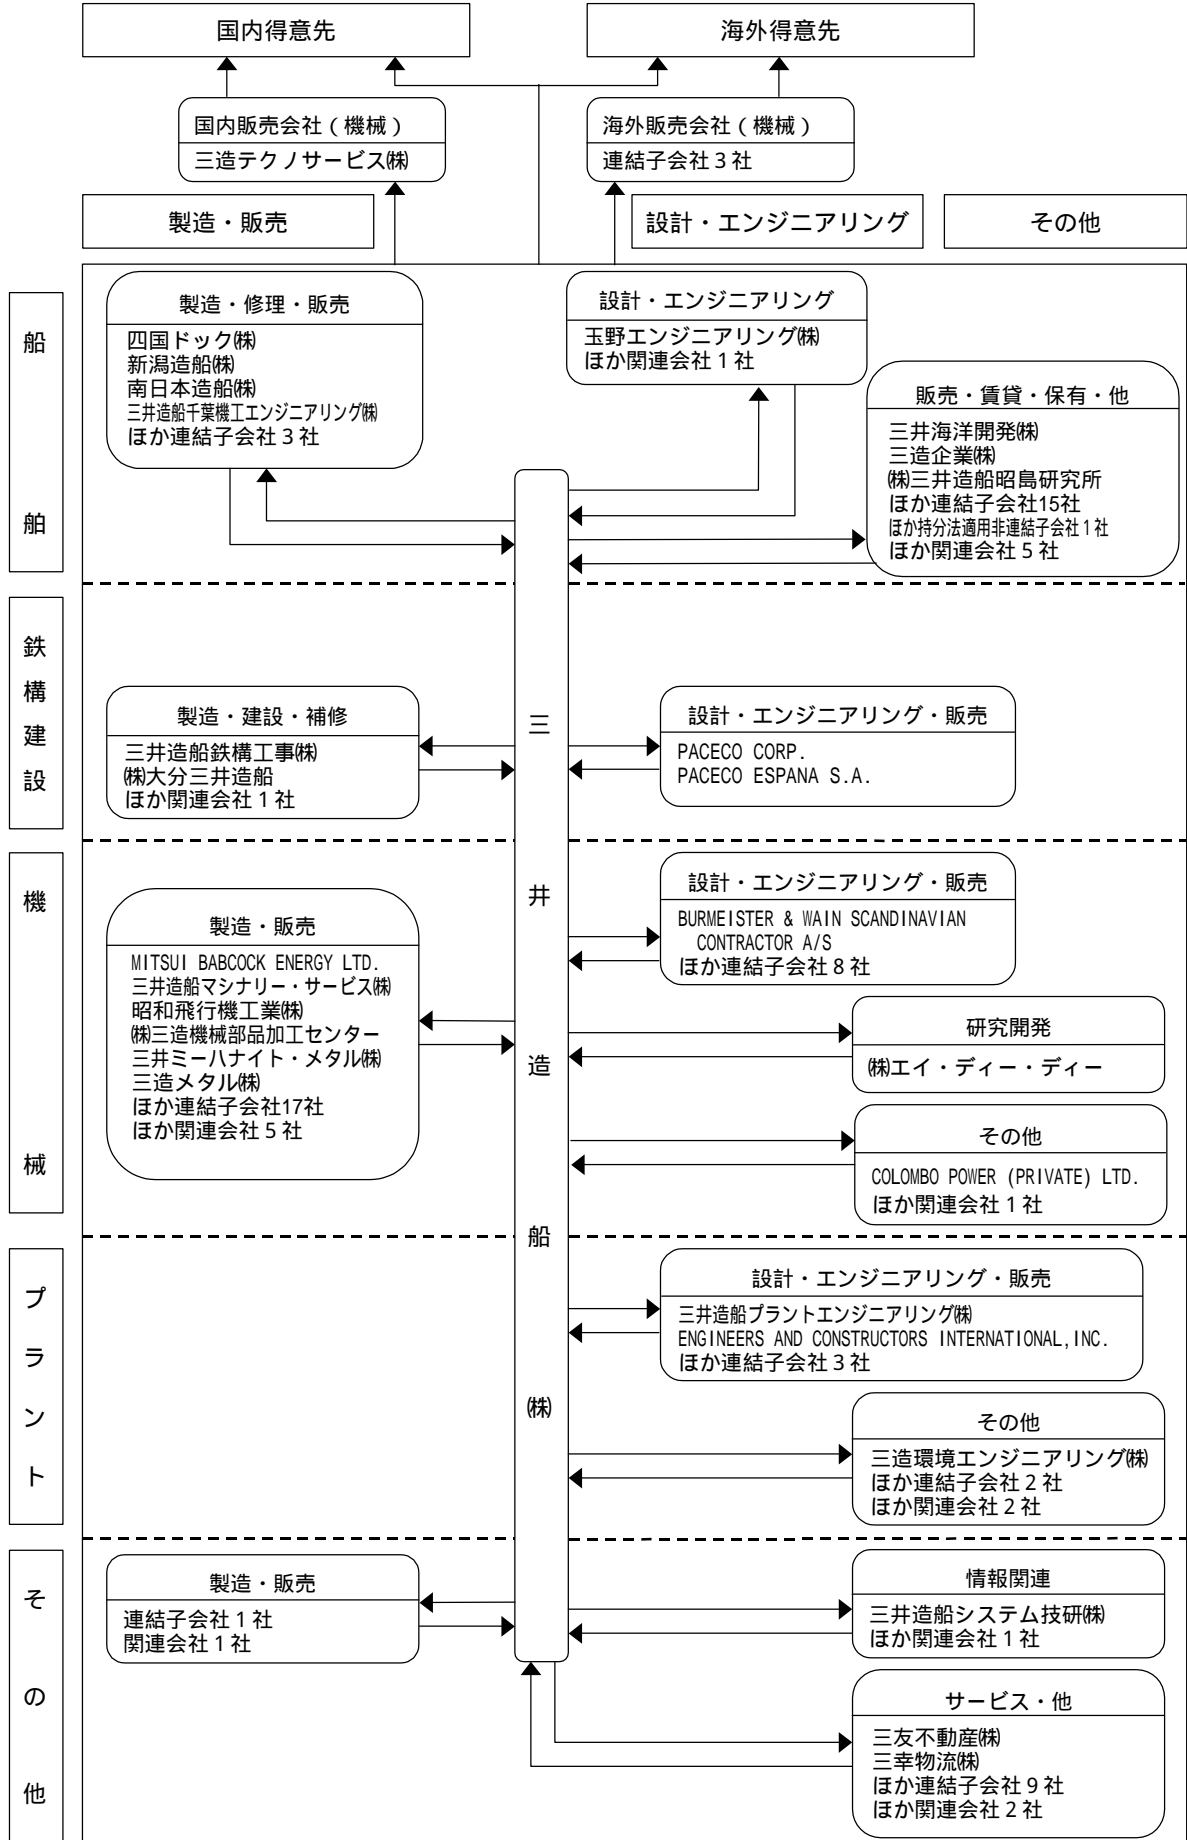 国内得意先
海外得意先
国内販売会社(機械)
三造テクノサービス㈱
海外販売会社(機械)
連結子会社3社
製造・販売
設計・エンジニアリング
その他
船舶
製造・修理・販売
四国ドック㈱
新潟造船㈱
南日本造船㈱
三井造船千葉機工エンジニアリング㈱
ほか連結子会社3社
設計・エンジニアリング
玉野エンジニアリング㈱
ほか関連会社1社
販売・賃貸・保有・他
三井海洋開発㈱
三造企業㈱
㈱三井造船昭島研究所
ほか連結子会社15社
ほか持分法適用非連結子会社1社
ほか関連会社5社
三井造船㈱
鉄構建設
製造・建設・補修
三井造船鉄構工事㈱
㈱大分三井造船
ほか関連会社1社
設計・エンジニアリング・販売
PACECO CORP.
PACECO ESPANA S.A.
機械
製造・販売
MITSUI BABCOCK ENERGY LTD.
三井造船マシナリー・サービス㈱
昭和飛行機工業㈱
㈱三造機械部品加工センター
三井ミーハナイト・メタル㈱
三造メタル㈱
ほか連結子会社17社
ほか関連会社5社
設計・エンジニアリング・販売
BURMEISTER & WAIN SCANDINAVIAN
CONTRACTOR A/S
ほか連結子会社8社
研究開発
㈱エイ・ディー・ディー
その他
COLOMBO POWER (PRIVATE) LTD.
ほか関連会社1社
プラント
設計・エンジニアリング・販売
三井造船プラントエンジニアリング㈱
ENGINEERS AND CONSTRUCTORS INTERNATIONAL,INC.
ほか連結子会社3社
その他
三造環境エンジニアリング㈱
ほか連結子会社2社
ほか関連会社2社
その他
製造・販売
連結子会社1社
関連会社1社
情報関連
三井造船システム技研㈱
ほか関連会社1社
サービス・他
三友不動産㈱
三幸物流㈱
ほか連結子会社9社
ほか関連会社2社